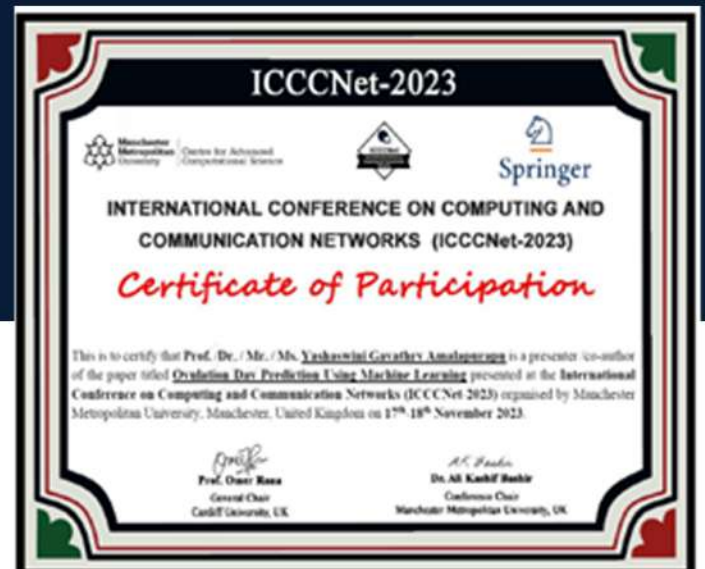 ICCCNet-2023
Manchester Metropolitan University
Centre for Advanced Computational Science
ICCCNet
Springer
INTERNATIONAL CONFERENCE ON COMPUTING AND
COMMUNICATION NETWORKS (ICCCNet-2023)
Certificate of Participation
This is to certify that Prof. /Dr. / Mr. / Ms. Yashaswini Gayathry Amalapurapu is a presenter /co-author
of the paper titled Ovulation Day Prediction Using Machine Learning presented at the International
Conference on Computing and Communication Networks (ICCCNet-2023) organised by Manchester
Metropolitan University, Manchester, United Kingdom on 17th-18th November 2023.
Prof. Omer Rana
General Chair
Cardiff University, UK
Dr. Ali Kashif Bashir
Conference Chair
Manchester Metropolitan University, UK